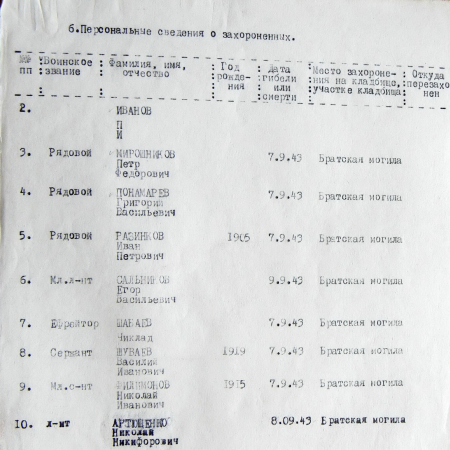 6.Персональные сведения о захороненных.
№№ пп :Воинское звание :Фамилия, имя, отчество :Год рождения :Дата гибели или смерти :Место захоронения на кладбище, участке кладбища :Откуда перезахонен
2. ИВАНОВ
П
И
3. Рядовой МИРОШНИКОВ 7.9.43 Братская могила
Петр
Федорович
4. Рядовой ПОНАМАРЕВ 7.9.43 Братская могила
Григорий
Васильевич
5. Рядовой РАЗИНКОВ 1905 7.9.43 Братская могила
Иван
Петрович
6. Мл.л-нт САЛЬНИКОВ 9.9.43 Братская могила
Егор
Васильевич
7. Ефрейтор ШАБАЕВ 7.9.43 Братская могила
8. Сержант ШУВАЕВ 1919 7.9.43 Братская могила
Василий
Иванович
9. Мл.с-нт ФИЛИМОНОВ 1915 7.9.43 Братская могила
Николай
Иванович
10. л-нт АРТЮЩЕНКО 8.09.43 Братская могила
Николай
Никифорович